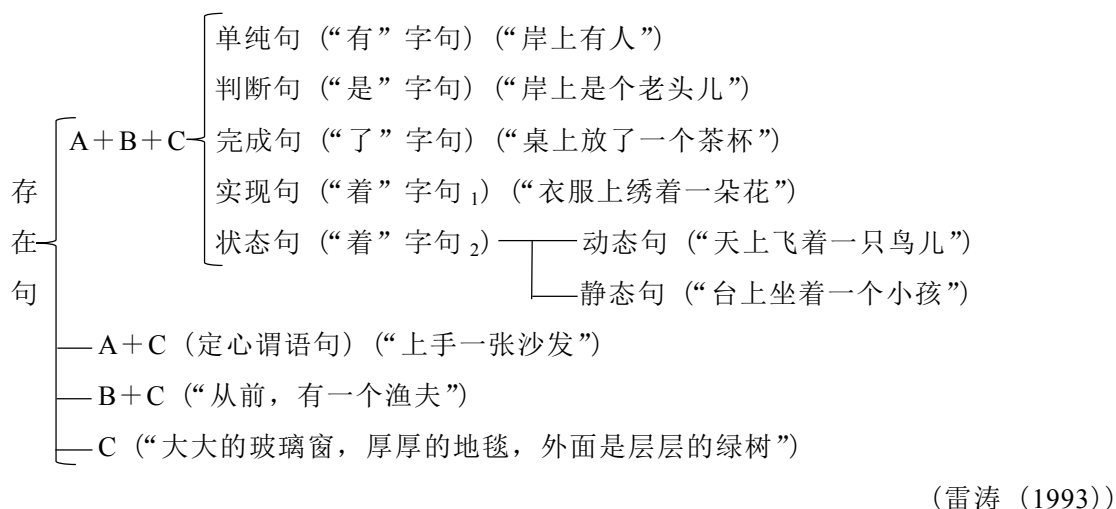 单纯句（“有”字句）（“岸上有人”）
判断句（“是”字句）（“岸上是个老头儿”）
A＋B＋C 完成句（“了”字句）（“桌上放了一个茶杯”）
存 实现句（“着”字句1）（“衣服上绣着一朵花”）
在 状态句（“着”字句2） 动态句（“天上飞着一只鸟儿”）
句 静态句（“台上坐着一个小孩”）
A＋C（定心谓语句）（“上手一张沙发”）
B＋C（“从前，有一个渔夫”）
C（“大大的玻璃窗，厚厚的地毯，外面是层层的绿树”）
（雷涛（1993））